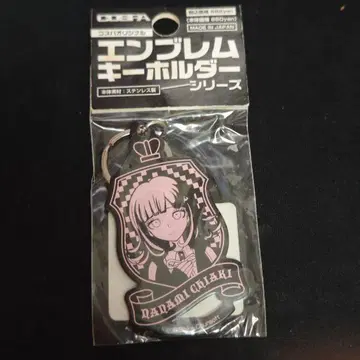 COSPA
コスパオリジナル
エンブレム
キーホルダー
シリーズ
本体素材：ステンレス製
MADE IN JAPAN
NANAMI CHIAKI